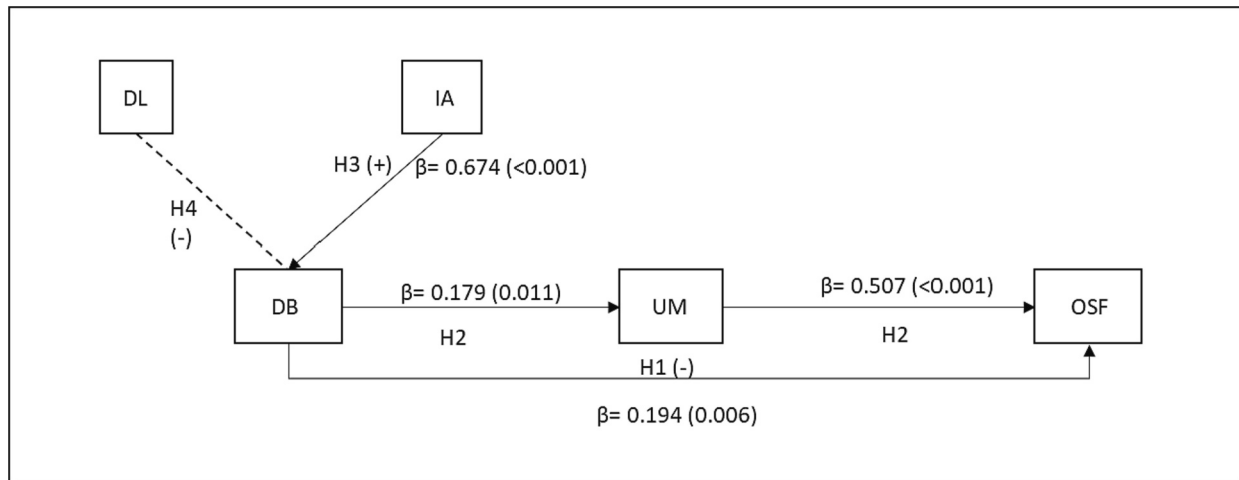 DL
IA
H3 (+)
β= 0.674 (<0.001)
H4
(-)
DB
β= 0.179 (0.011)
H2
UM
β= 0.507 (<0.001)
H2
OSF
H1 (-)
β= 0.194 (0.006)